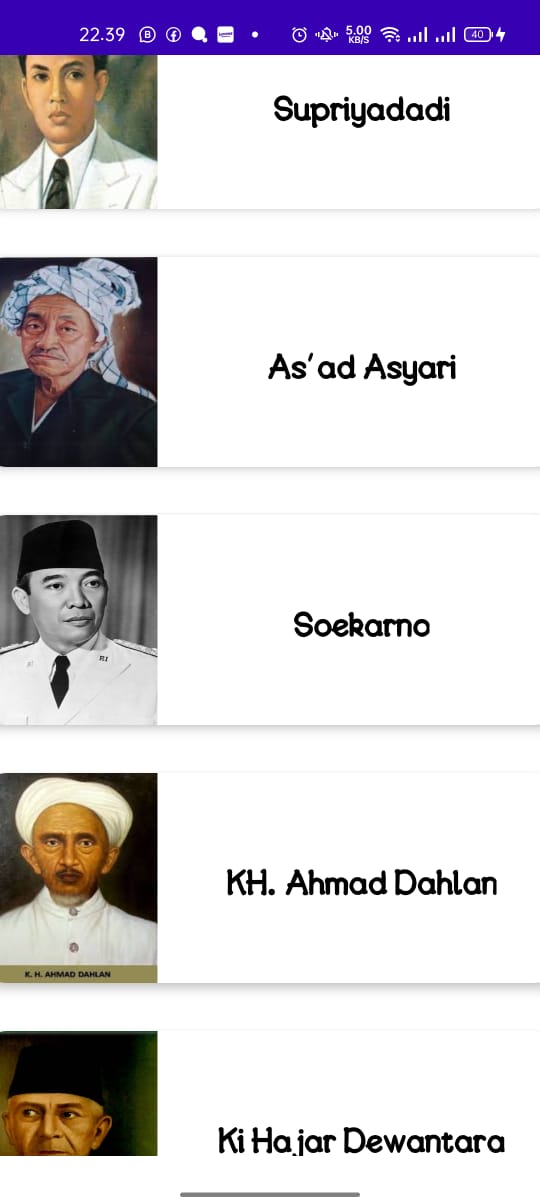 22.39
5.00
KB/S
40
Supriyadadi
As'ad Asyari
Soekarno
RI
KH. Ahmad Dahlan
K. H. AHMAD DAHLAN
Ki Hajar Dewantara